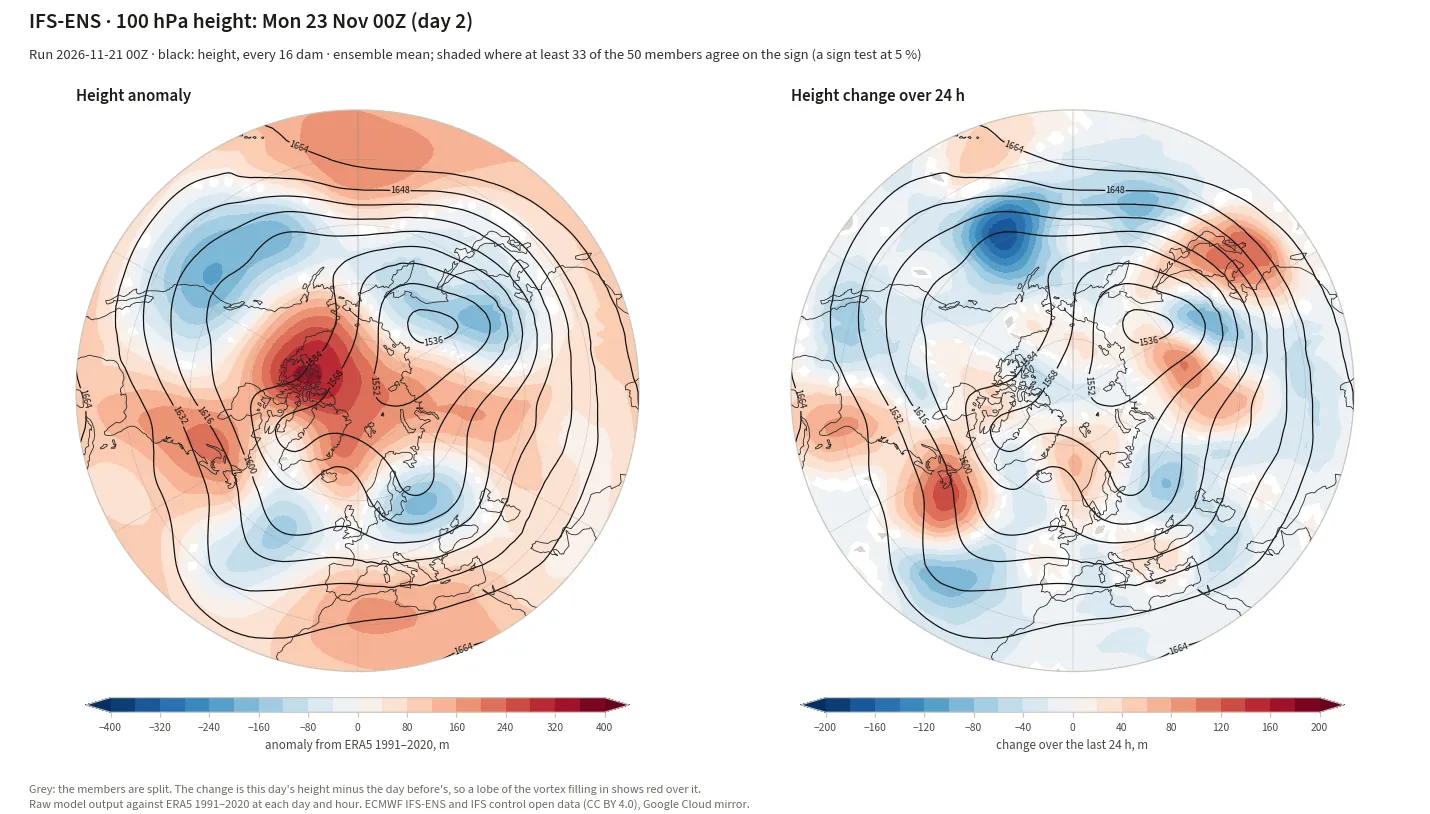 IFS-ENS · 100 hPa height: Mon 23 Nov 00Z (day 2)
Run 2026-11-21 00Z · black: height, every 16 dam · ensemble mean; shaded where at least 33 of the 50 members agree on the sign (a sign test at 5 %)
Height anomaly
1664
1648
1536
1584
1568
1552
1664
1632
1616
1600
1664
−400 −320 −240 −160 −80 0 80 160 240 320 400
anomaly from ERA5 1991–2020, m
Height change over 24 h
1664
1648
1536
1584
1568
1552
1664
1632
1616
1600
1664
−200 −160 −120 −80 −40 0 40 80 120 160 200
change over the last 24 h, m
Grey: the members are split. The change is this day's height minus the day before's, so a lobe of the vortex filling in shows red over it.
Raw model output against ERA5 1991–2020 at each day and hour. ECMWF IFS-ENS and IFS control open data (CC BY 4.0), Google Cloud mirror.